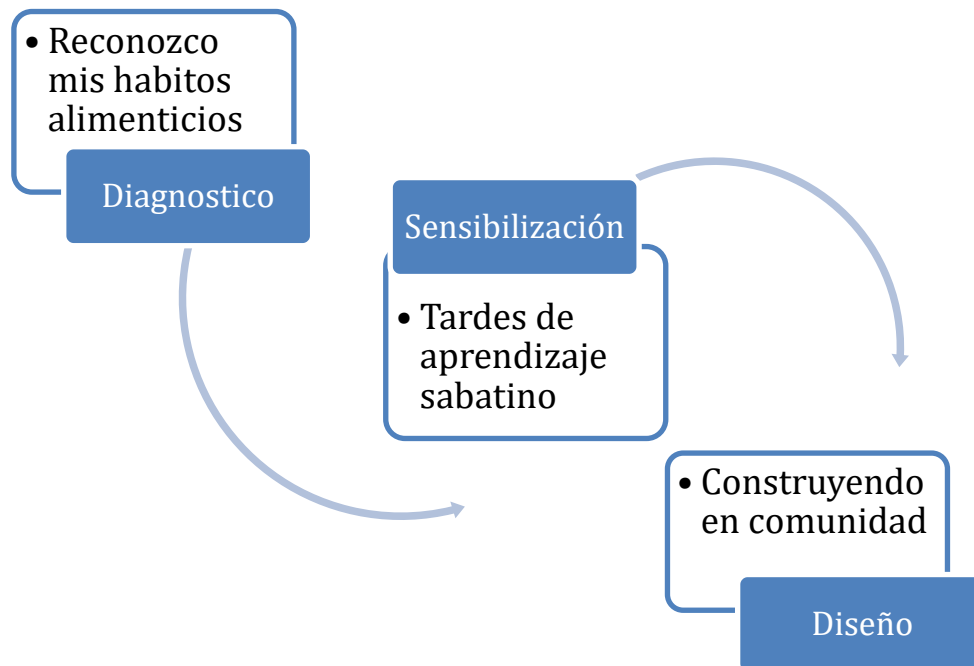 • Reconozco
mis habitos
alimenticios
Diagnostico
Sensibilización
• Tardes de
aprendizaje
sabatino
• Construyendo
en comunidad
Diseño